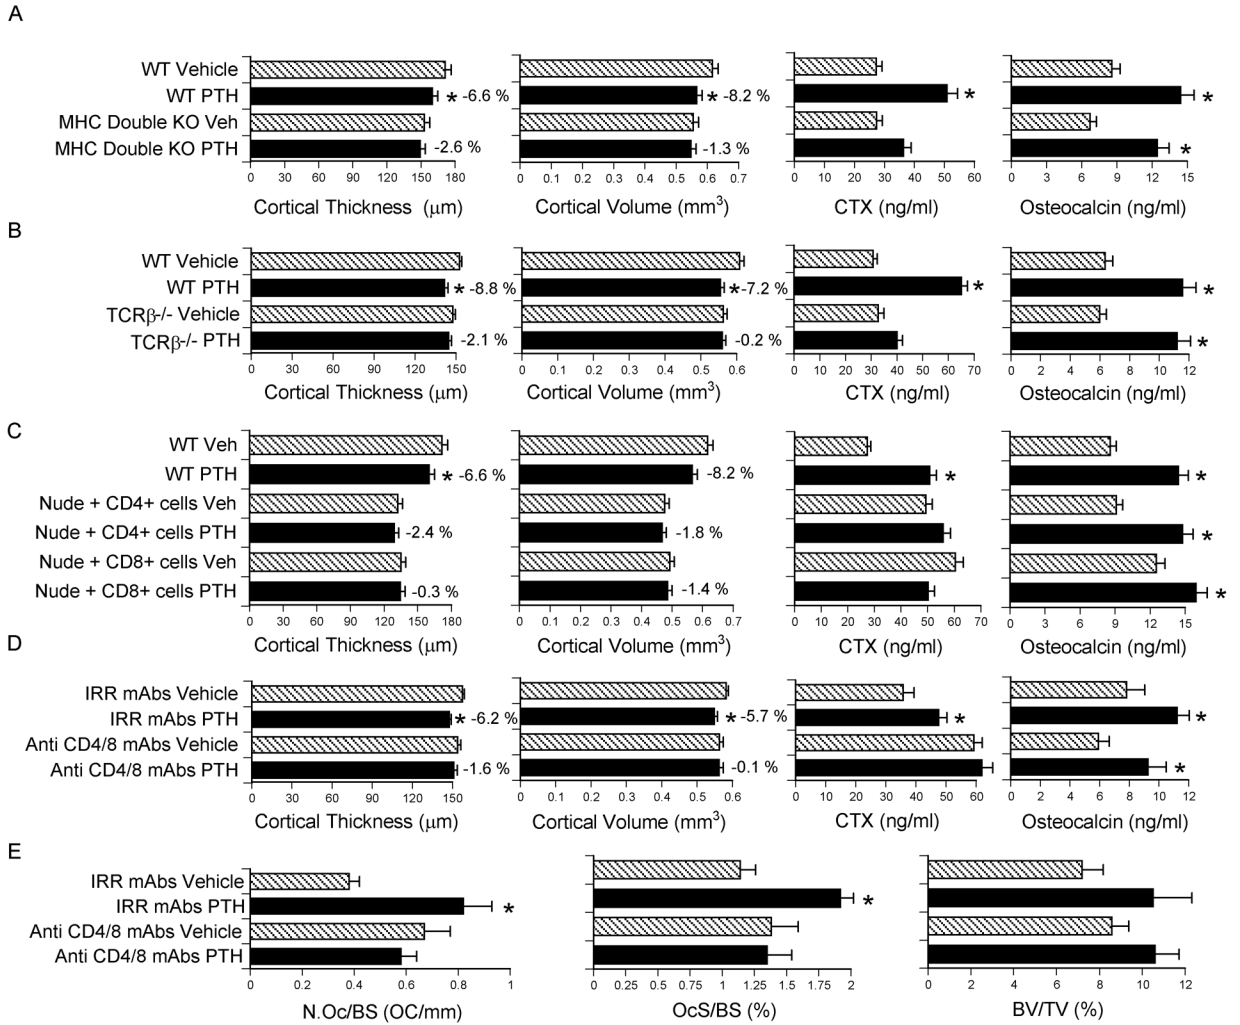 A
WT Vehicle
WT PTH
MHC Double KO Veh
MHC Double KO PTH
* -6.6 %
-2.6 %
0 30 60 90 120 150 180
Cortical Thickness (μm)
* -8.2 %
-1.3 %
0 0.1 0.2 0.3 0.4 0.5 0.6 0.7
Cortical Volume (mm³)
*
0 10 20 30 40 50 60
CTX (ng/ml)
*
*
0 3 6 9 12 15
Osteocalcin (ng/ml)
B
WT Vehicle
WT PTH
TCRβ-/- Vehicle
TCRβ-/- PTH
* -8.8 %
-2.1 %
0 30 60 90 120 150
Cortical Thickness (μm)
* -7.2 %
-0.2 %
0 0.1 0.2 0.3 0.4 0.5 0.6
Cortical Volume (mm³)
*
0 10 20 30 40 50 60 70
CTX (ng/ml)
*
*
0 2 4 6 8 10 12
Osteocalcin (ng/ml)
C
WT Veh
WT PTH
Nude + CD4+ cells Veh
Nude + CD4+ cells PTH
Nude + CD8+ cells Veh
Nude + CD8+ cells PTH
* -6.6 %
-2.4 %
-0.3 %
0 30 60 90 120 150 180
Cortical Thickness (μm)
-8.2 %
-1.8 %
-1.4 %
0 0.1 0.2 0.3 0.4 0.5 0.6 0.7
Cortical Volume (mm³)
*
0 10 20 30 40 50 60 70
CTX (ng/ml)
*
*
*
0 3 6 9 12 15
Osteocalcin (ng/ml)
D
IRR mAbs Vehicle
IRR mAbs PTH
Anti CD4/8 mAbs Vehicle
Anti CD4/8 mAbs PTH
* -6.2 %
-1.6 %
0 30 60 90 120 150
Cortical Thickness (μm)
* -5.7 %
-0.1 %
0 0.1 0.2 0.3 0.4 0.5 0.6
Cortical Volume (mm³)
*
0 10 20 30 40 50 60
CTX (ng/ml)
*
*
0 2 4 6 8 10 12
Osteocalcin (ng/ml)
E
IRR mAbs Vehicle
IRR mAbs PTH
Anti CD4/8 mAbs Vehicle
Anti CD4/8 mAbs PTH
*
0 0.2 0.4 0.6 0.8 1
N.Oc/BS (OC/mm)
*
0 0.25 0.5 0.75 1 1.25 1.5 1.75 2
OcS/BS (%)
0 2 4 6 8 10 12
BV/TV (%)